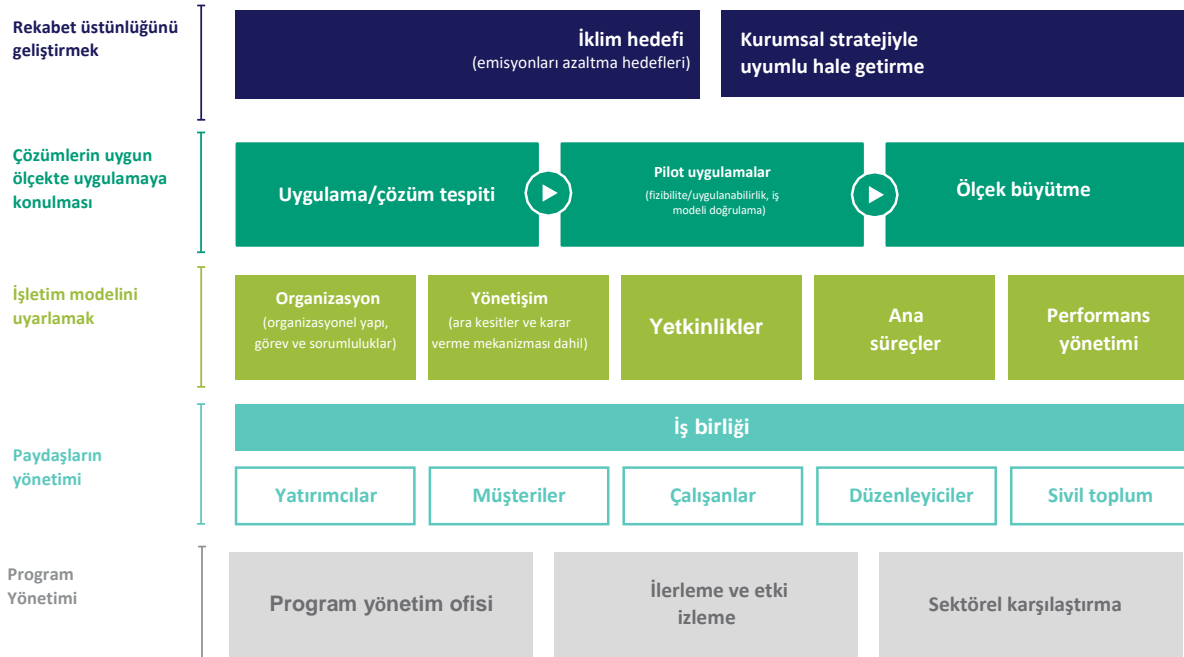 Rekabet üstünlüğünü
geliştirmek
İklim hedefi
(emisyonları azaltma hedefleri)
Kurumsal stratejiyle
uyumlu hale getirme
Çözümlerin uygun
ölçekte uygulamaya
konulması
Uygulama/çözüm tespiti
Pilot uygulamalar
(fizibilite/uygulanabilirlik, iş
modeli doğrulama)
Ölçek büyütme
İşletim modelini
uyarlamak
Organizasyon
(organizasyonel yapı,
görev ve sorumluluklar)
Yönetişim
(ara kesitler ve karar
verme mekanizması dahil)
Yetkinlikler
Ana
süreçler
Performans
yönetimi
Paydaşların
yönetimi
İş birliği
Yatırımcılar
Müşteriler
Çalışanlar
Düzenleyiciler
Sivil toplum
Program
Yönetimi
Program yönetim ofisi
İlerleme ve etki
izleme
Sektörel karşılaştırma